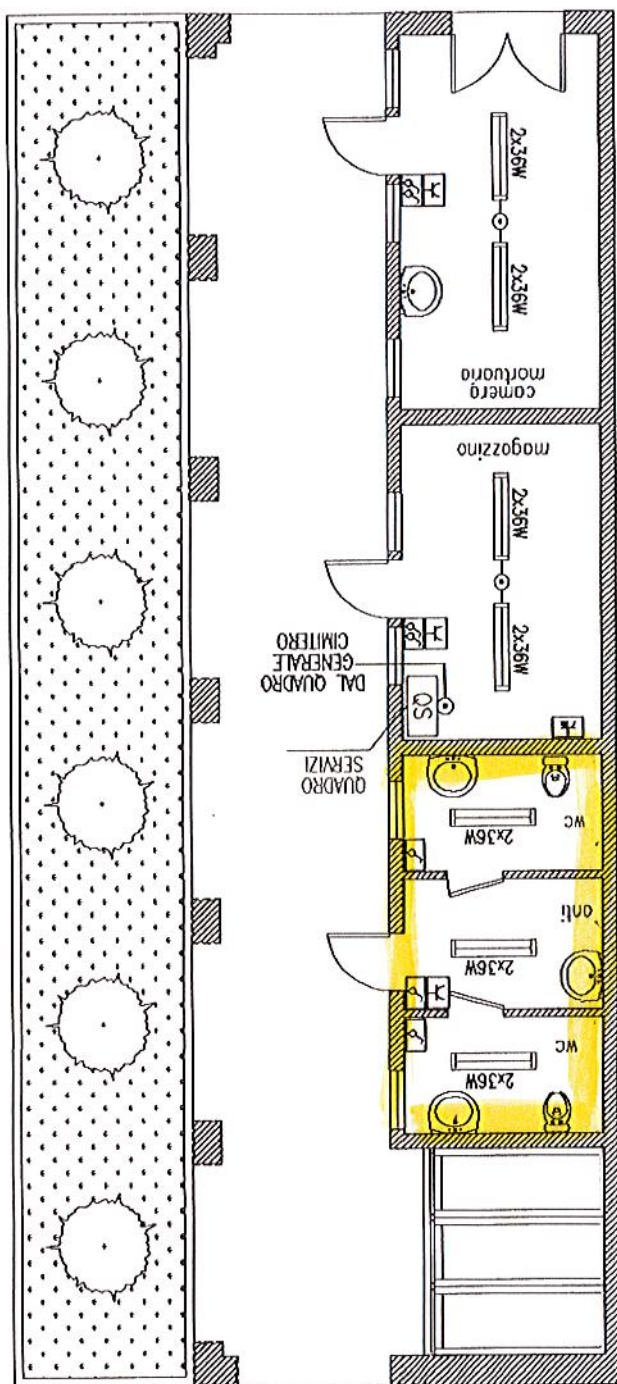 2x36W
2x36W
camera
mortuaria
magazzino
2x36W
2x36W
DAL QUADRO
GENERALE
CIMITERO
QS
QUADRO
SERVIZI
WC
2x36W
anti
2x36W
WC
2x36W